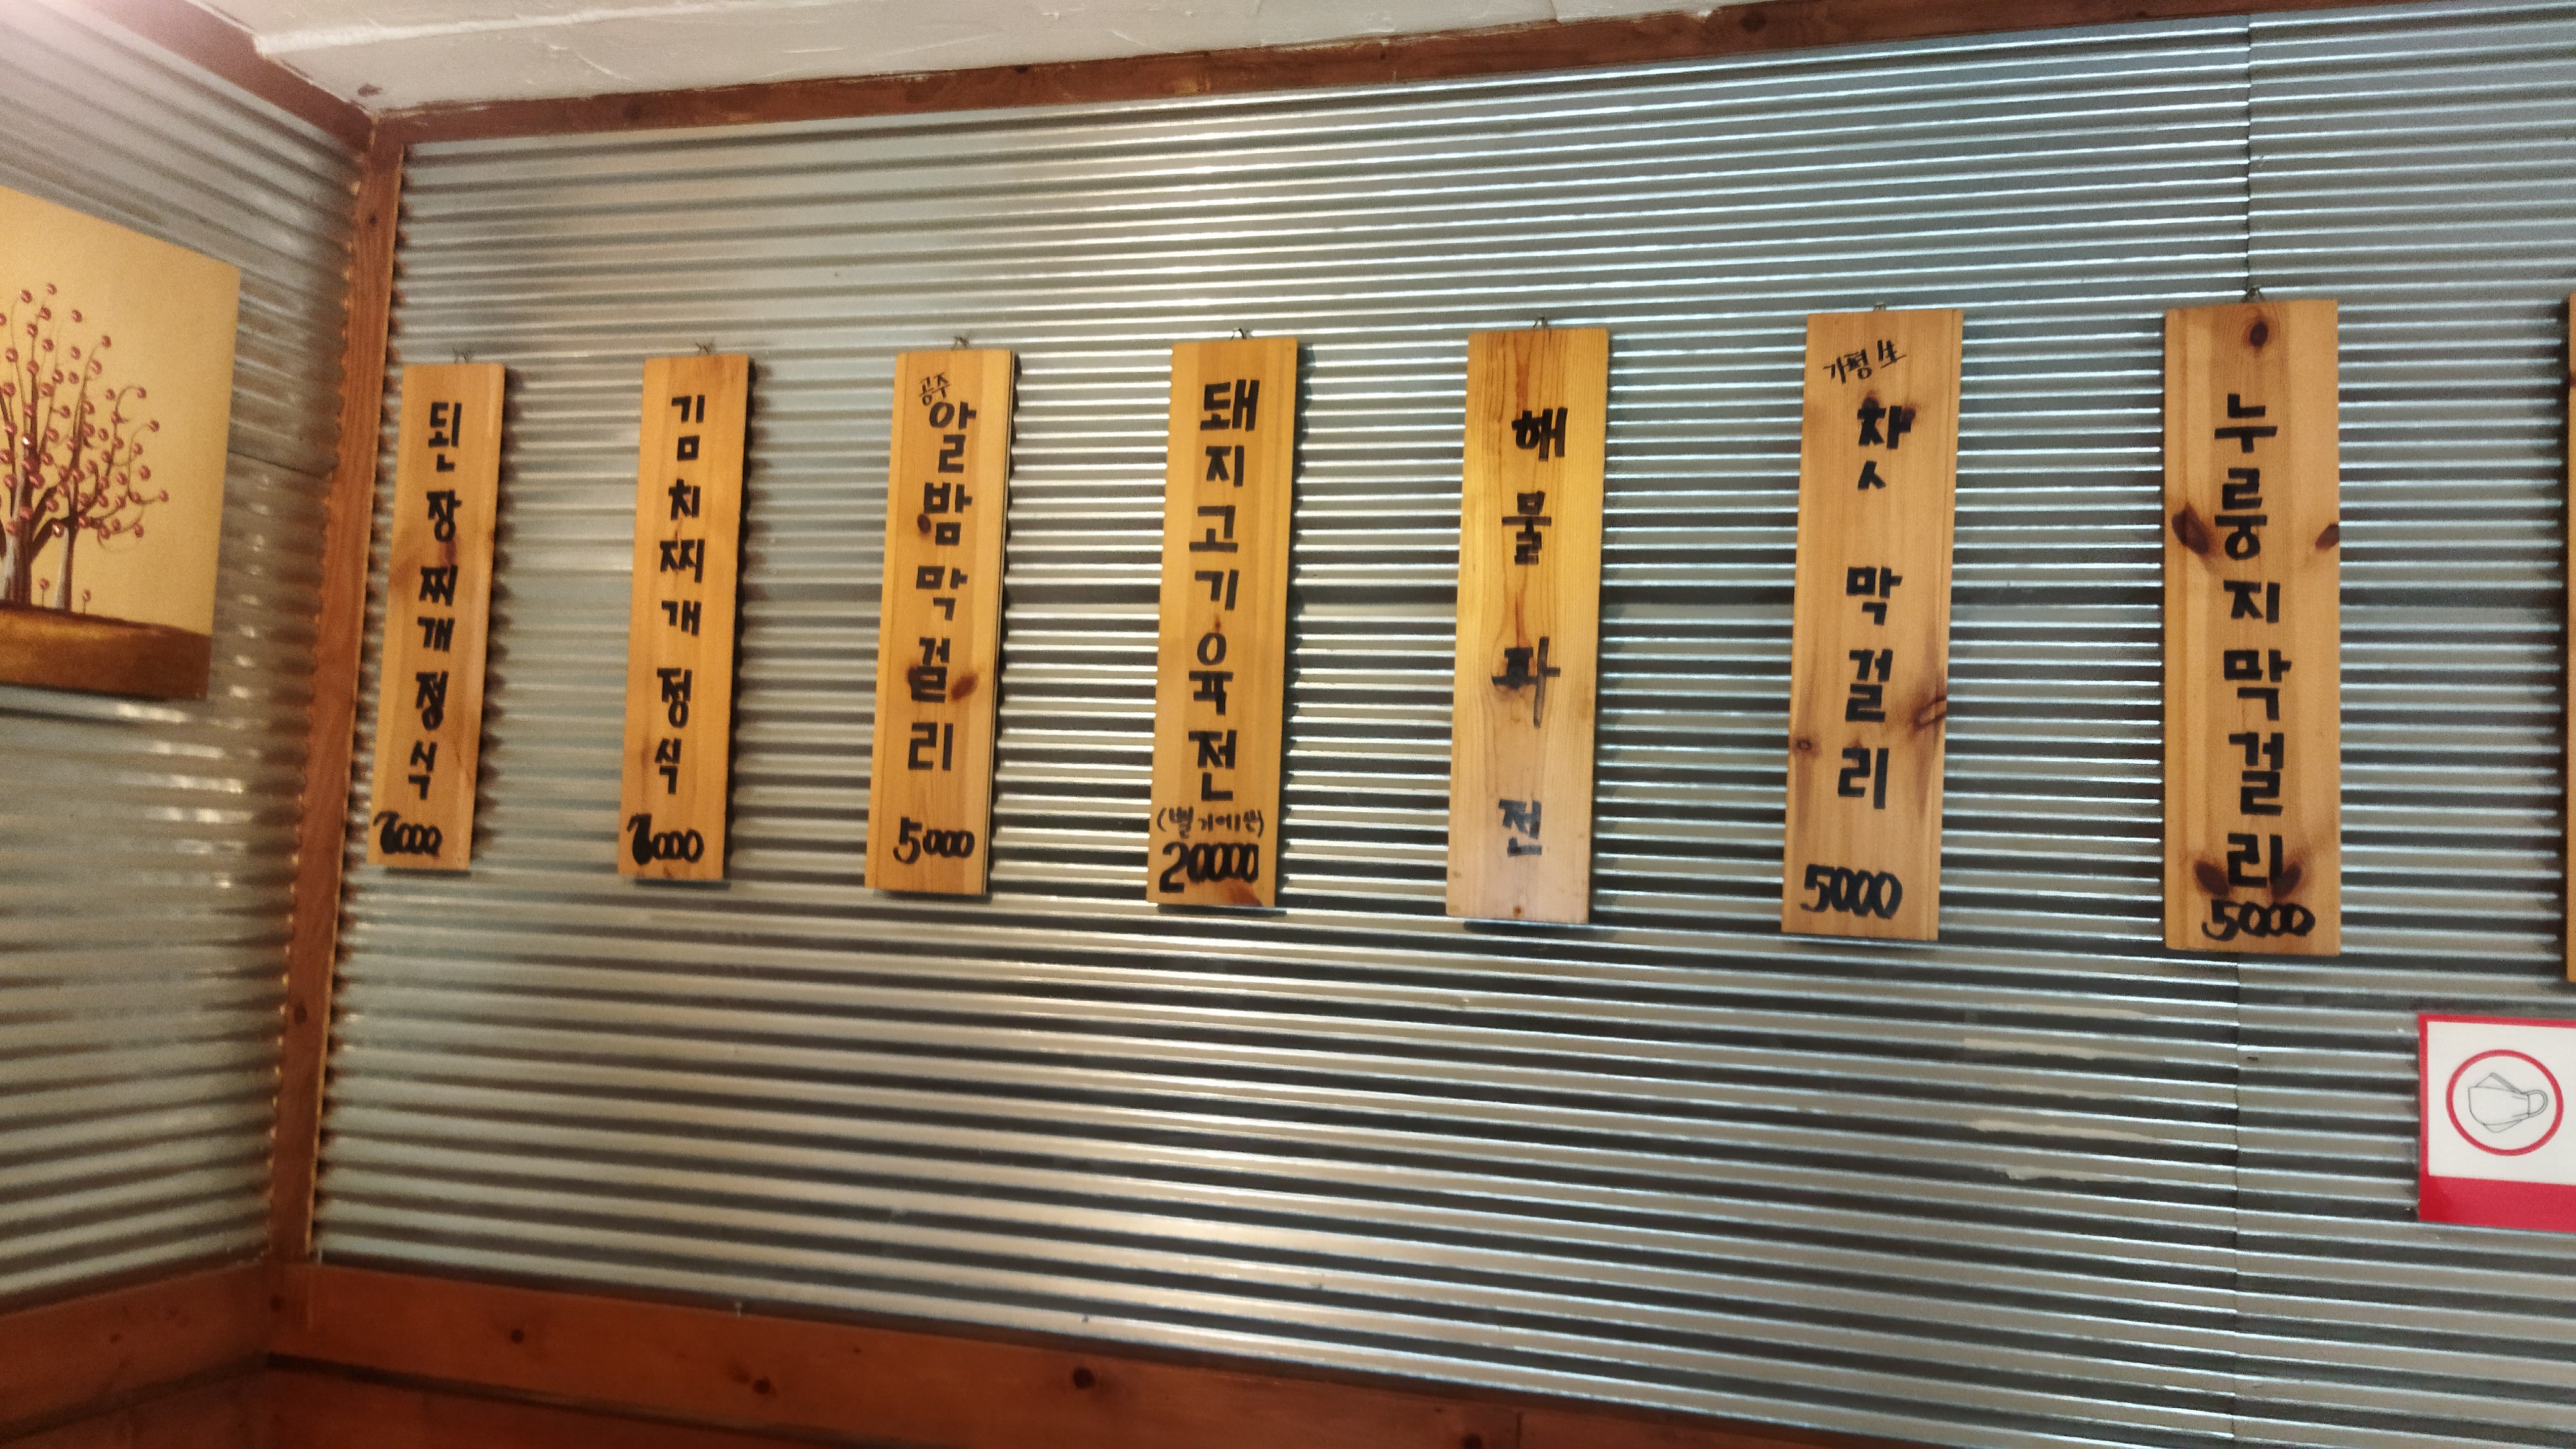 된장찌개정식
7000
김치찌개 정식
7000
공주
알밤막걸리
5000
돼지고기육전
20000
해물파전
가평生
잣 막걸리
5000
누룽지막걸리
5000